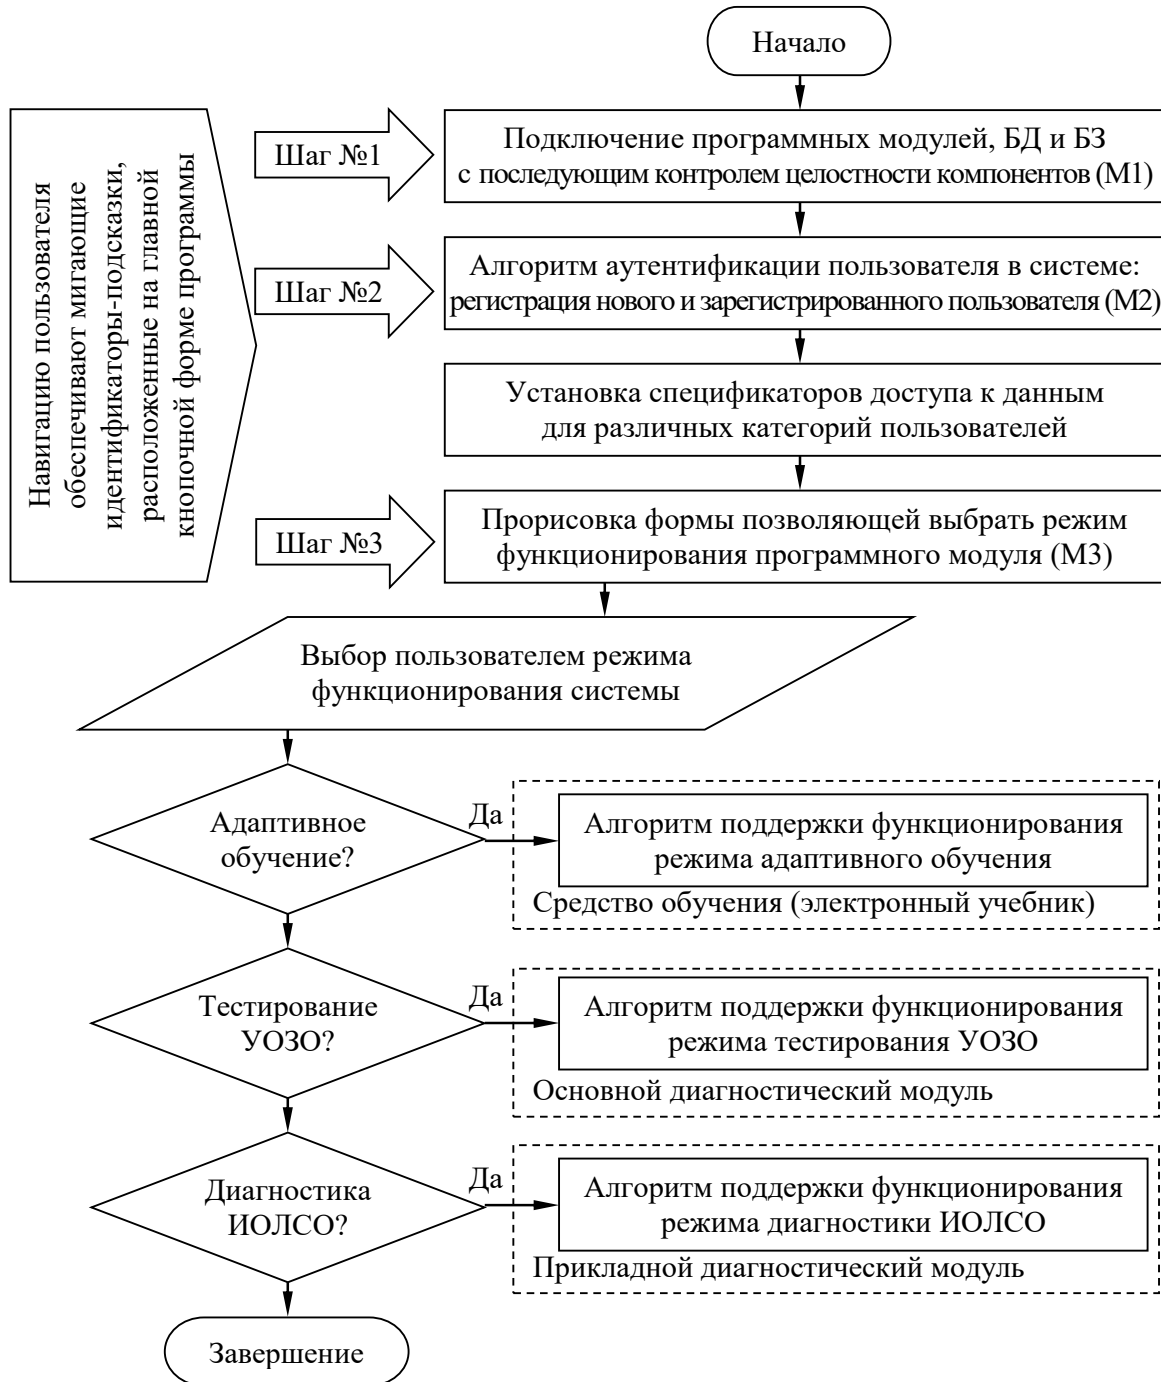 Начало
Навигацию пользователя
обеспечивают мигающие
идентификаторы-подсказки,
расположенные на главной
кнопочной форме программы
Шаг №1
Подключение программных модулей, БД и БЗ
с последующим контролем целостности компонентов (М1)
Шаг №2
Алгоритм аутентификации пользователя в системе:
регистрация нового и зарегистрированного пользователя (М2)
Установка спецификаторов доступа к данным
для различных категорий пользователей
Шаг №3
Прорисовка формы позволяющей выбрать режим
функционирования программного модуля (М3)
Выбор пользователем режима
функционирования системы
Адаптивное
обучение?
Да
Алгоритм поддержки функционирования
режима адаптивного обучения
Средство обучения (электронный учебник)
Тестирование
УОЗО?
Да
Алгоритм поддержки функционирования
режима тестирования УОЗО
Основной диагностический модуль
Диагностика
ИОЛСО?
Да
Алгоритм поддержки функционирования
режима диагностики ИОЛСО
Прикладной диагностический модуль
Завершение